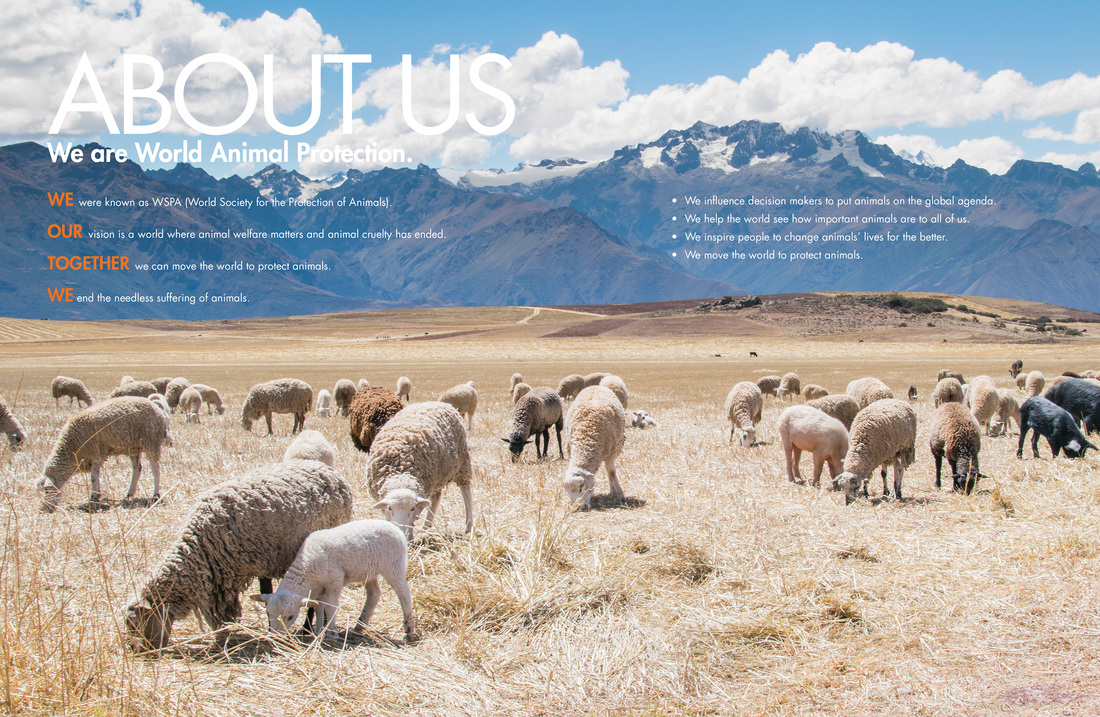 ABOUT US
We are World Animal Protection.
WE were known as WSPA (World Society for the Protection of Animals).
OUR vision is a world where animal welfare matters and animal cruelty has ended.
TOGETHER we can move the world to protect animals.
WE end the needless suffering of animals.
• We influence decision makers to put animals on the global agenda.
• We help the world see how important animals are to all of us.
• We inspire people to change animals' lives for the better.
• We move the world to protect animals.